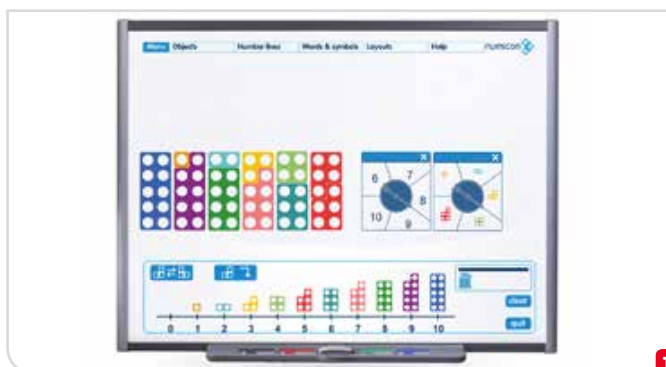 Menu Objects Number lines Words & symbols Layouts Help numicon
6 7 8 9 10
clear
quit
0 1 2 3 4 5 6 7 8 9 10